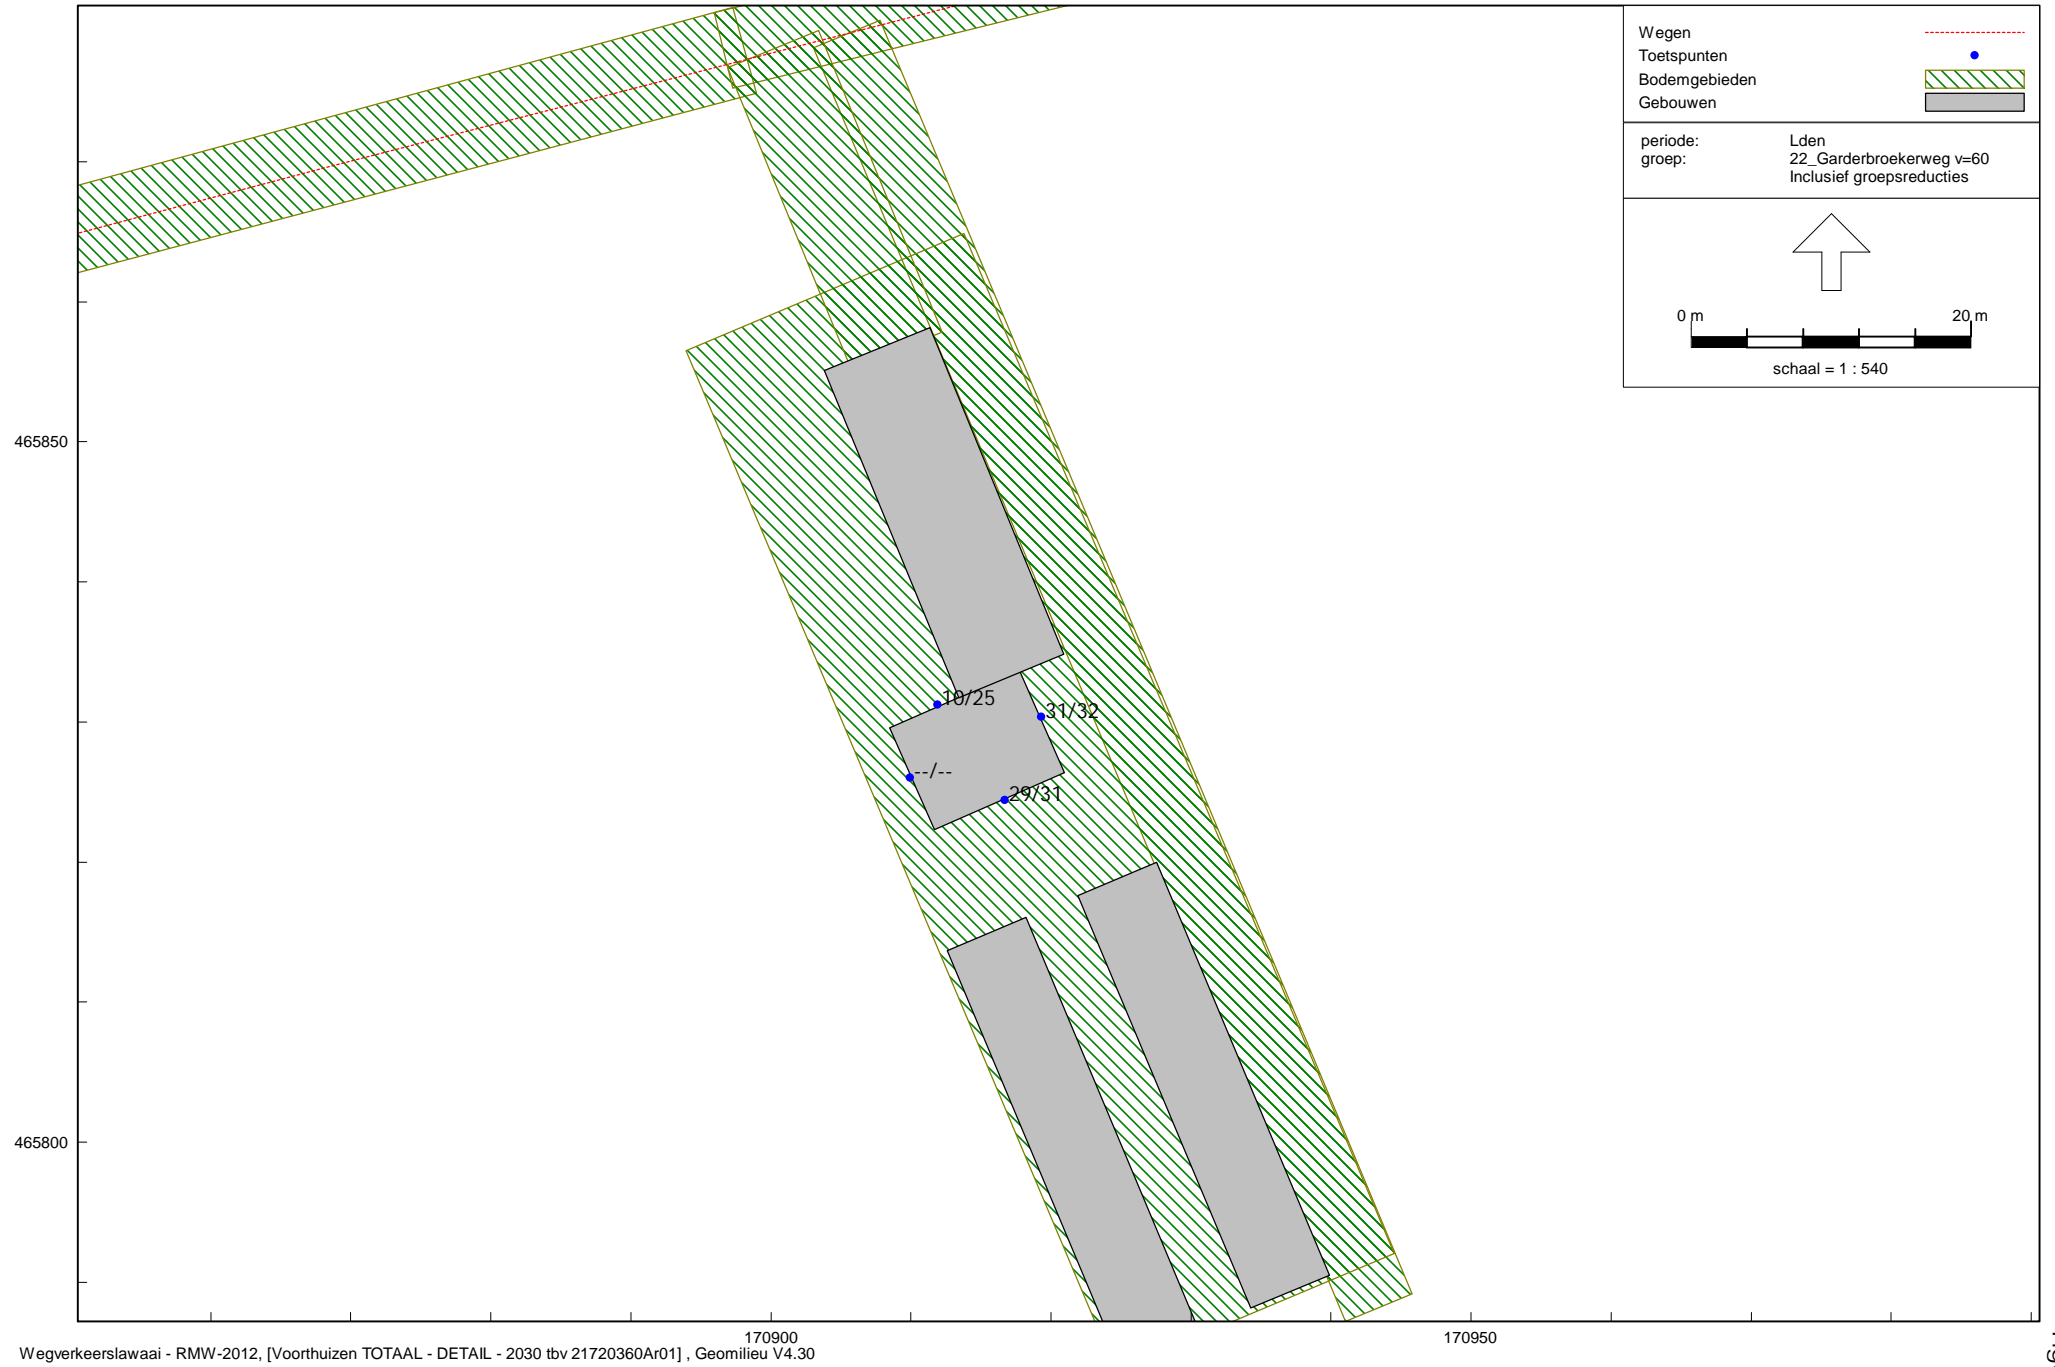 Wegen
Toetspunten
Bodemgebieden
Gebouwen
periode: Lden
groep: 22_Garderbroekerweg v=60
Inclusief groepsreducties
0 m 20 m
schaal = 1 : 540
465850
10/25
31/32
--/--
29/31
465800
170900 170950
Wegverkeerslawaai - RMW-2012, [Voorthuizen TOTAAL - DETAIL - 2030 tbv 21720360Ar01] , Geomilieu V4.30